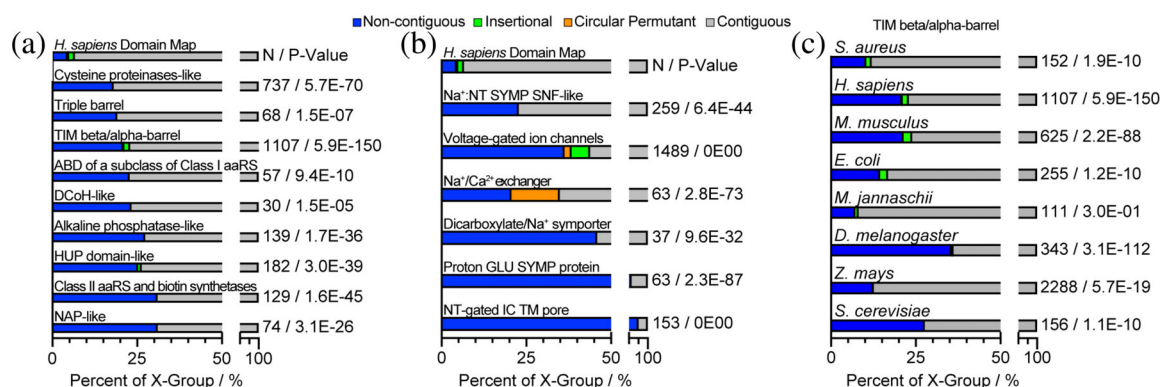 Non-contiguous Insertional Circular Permutant Contiguous
(a)
H. sapiens Domain Map N / P-Value
Cysteine proteinases-like 737 / 5.7E-70
Triple barrel 68 / 1.5E-07
TIM beta/alpha-barrel 1107 / 5.9E-150
ABD of a subclass of Class I aaRS 57 / 9.4E-10
DCoH-like 30 / 1.5E-05
Alkaline phosphatase-like 139 / 1.7E-36
HUP domain-like 182 / 3.0E-39
Class II aaRS and biotin synthetases 129 / 1.6E-45
NAP-like 74 / 3.1E-26
0 25 50 100
Percent of X-Group / %
(b)
H. sapiens Domain Map N / P-Value
Na⁺:NT SYMP SNF-like 259 / 6.4E-44
Voltage-gated ion channels 1489 / 0E00
Na⁺/Ca²⁺ exchanger 63 / 2.8E-73
Dicarboxylate/Na⁺ symporter 37 / 9.6E-32
Proton GLU SYMP protein 63 / 2.3E-87
NT-gated IC TM pore 153 / 0E00
0 25 50 100
Percent of X-Group / %
(c)
TIM beta/alpha-barrel
S. aureus 152 / 1.9E-10
H. sapiens 1107 / 5.9E-150
M. musculus 625 / 2.2E-88
E. coli 255 / 1.2E-10
M. jannaschii 111 / 3.0E-01
D. melanogaster 343 / 3.1E-112
Z. mays 2288 / 5.7E-19
S. cerevisiae 156 / 1.1E-10
0 25 50 100
Percent of X-Group / %